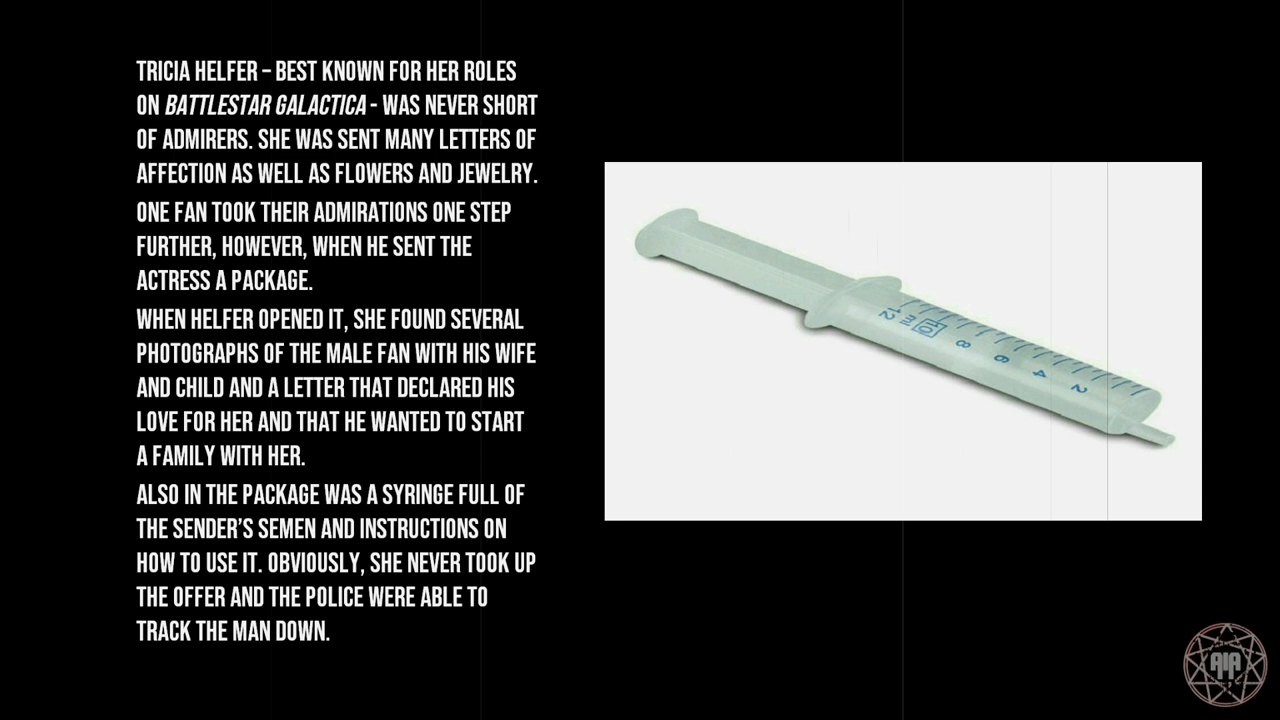 TRICIA HELFER – BEST KNOWN FOR HER ROLES
ON BATTLESTAR GALACTICA - WAS NEVER SHORT
OF ADMIRERS. SHE WAS SENT MANY LETTERS OF
AFFECTION AS WELL AS FLOWERS AND JEWELRY.
ONE FAN TOOK THEIR ADMIRATIONS ONE STEP
FURTHER, HOWEVER, WHEN HE SENT THE
ACTRESS A PACKAGE.
WHEN HELFER OPENED IT, SHE FOUND SEVERAL
PHOTOGRAPHS OF THE MALE FAN WITH HIS WIFE
AND CHILD AND A LETTER THAT DECLARED HIS
LOVE FOR HER AND THAT HE WANTED TO START
A FAMILY WITH HER.
ALSO IN THE PACKAGE WAS A SYRINGE FULL OF
THE SENDER'S SEMEN AND INSTRUCTIONS ON
HOW TO USE IT. OBVIOUSLY, SHE NEVER TOOK UP
THE OFFER AND THE POLICE WERE ABLE TO
TRACK THE MAN DOWN.
12 ml 10 8 6 4 2